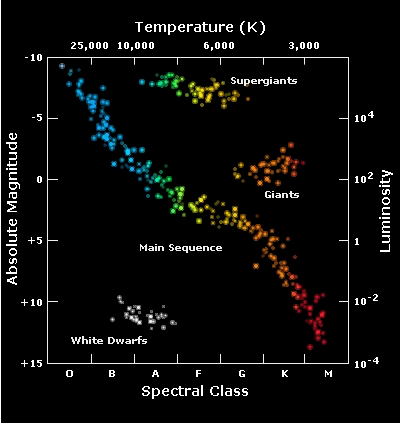 Temperature (K)
25,000 10,000 6,000 3,000
-10
Supergiants
-5
10^4
Absolute Magnitude
0
10^2
Giants
Luminosity
+5
1
Main Sequence
+10
10^-2
White Dwarfs
+15
10^-4
O B A F G K M
Spectral Class